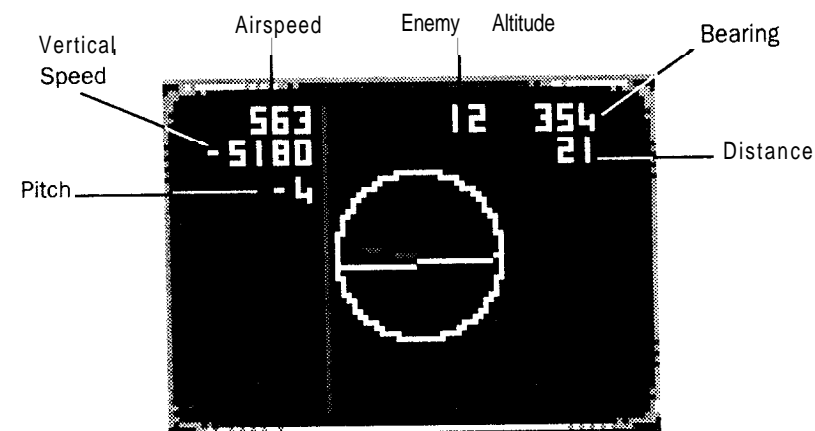 Airspeed Enemy Altitude
Bearing
Vertical
Speed
563 12 354
-5180 21
Distance
Pitch -4